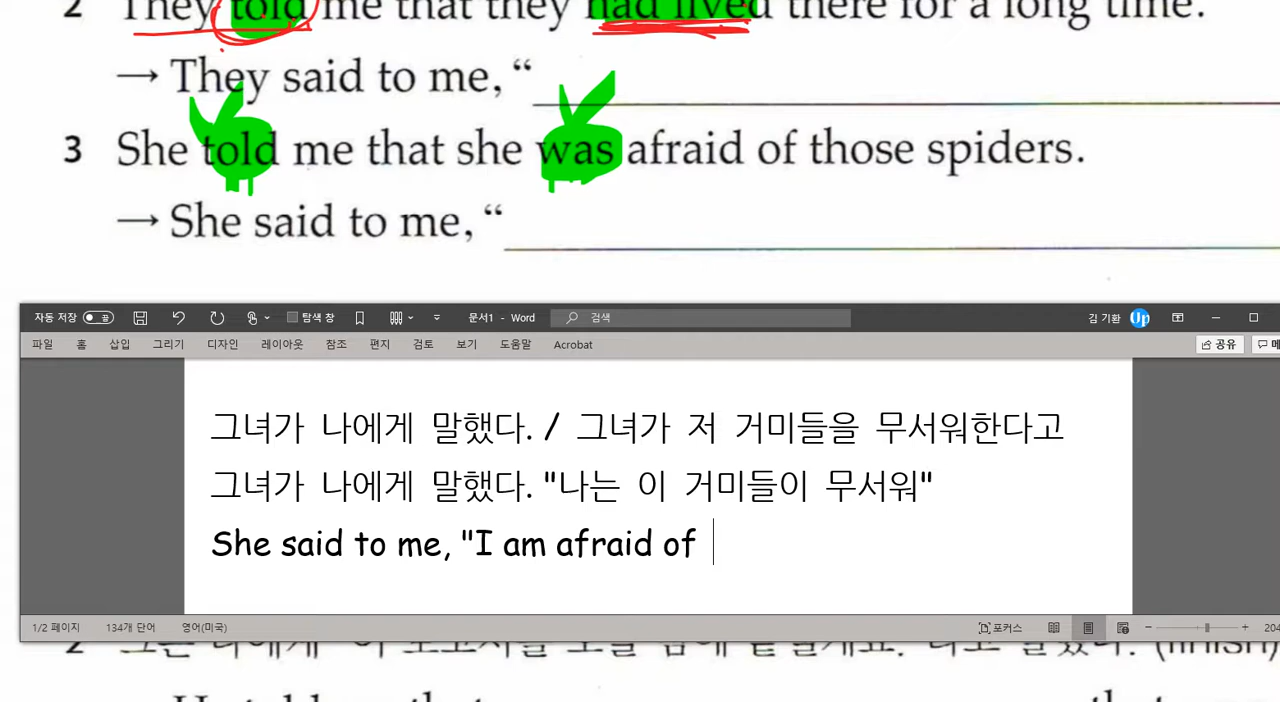 2 They told me that they had lived there for a long time.
→ They said to me, “
3 She told me that she was afraid of those spiders.
→ She said to me, “
자동 저장 끔 탐색 창 문서1 - Word 검색 김 기환
파일 홈 삽입 그리기 디자인 레이아웃 참조 편지 검토 보기 도움말 Acrobat 공유
그녀가 나에게 말했다. / 그녀가 저 거미들을 무서워한다고
그녀가 나에게 말했다. "나는 이 거미들이 무서워"
She said to me, "I am afraid of
1/2 페이지 134개 단어 영어(미국) 포커스 204